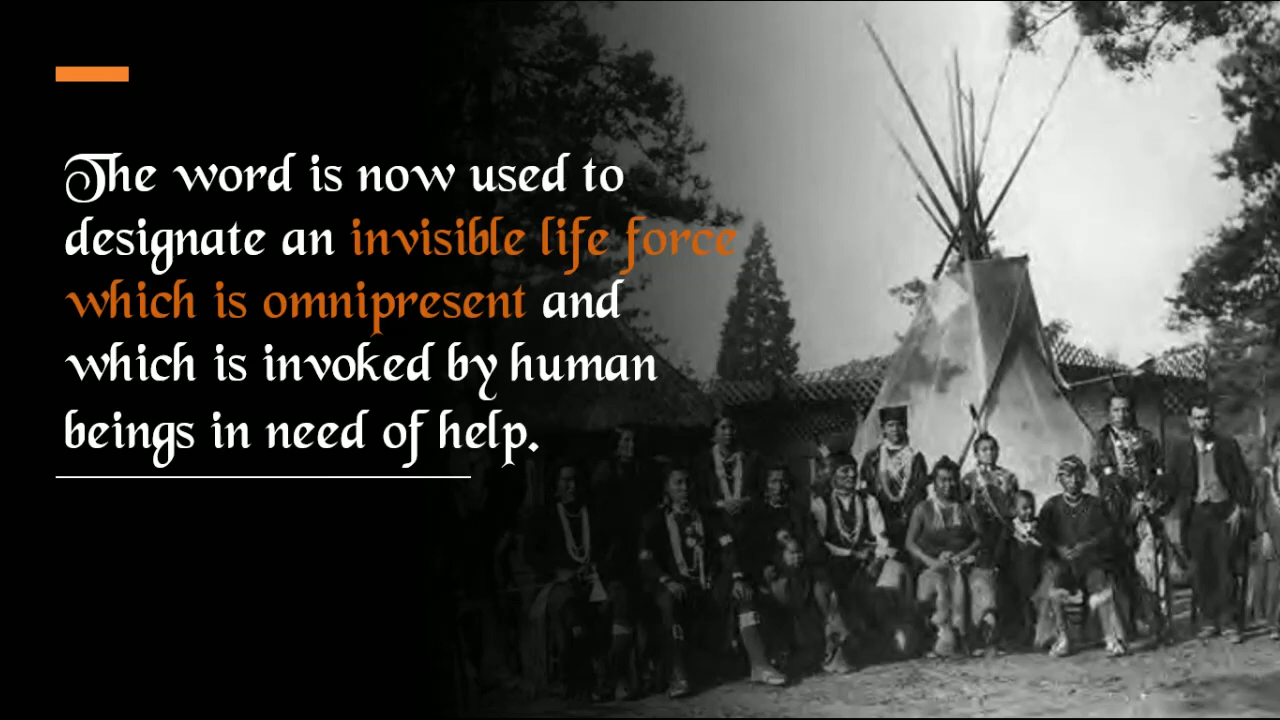 The word is now used to
designate an invisible life force
which is omnipresent and
which is invoked by human
beings in need of help.